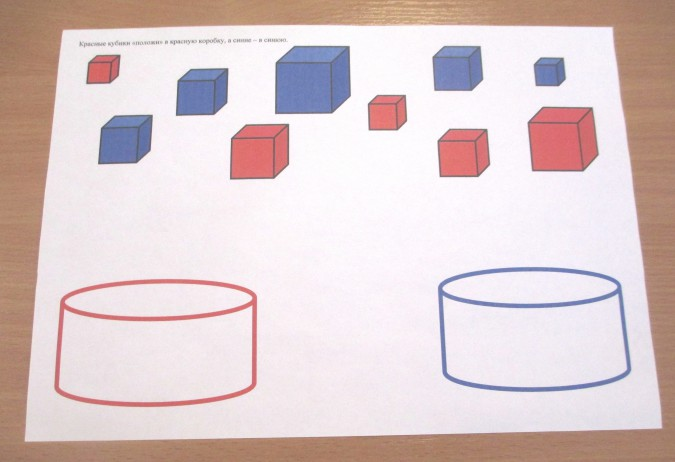 Красные кубики «положи» в красную коробку, а синие – в синюю.